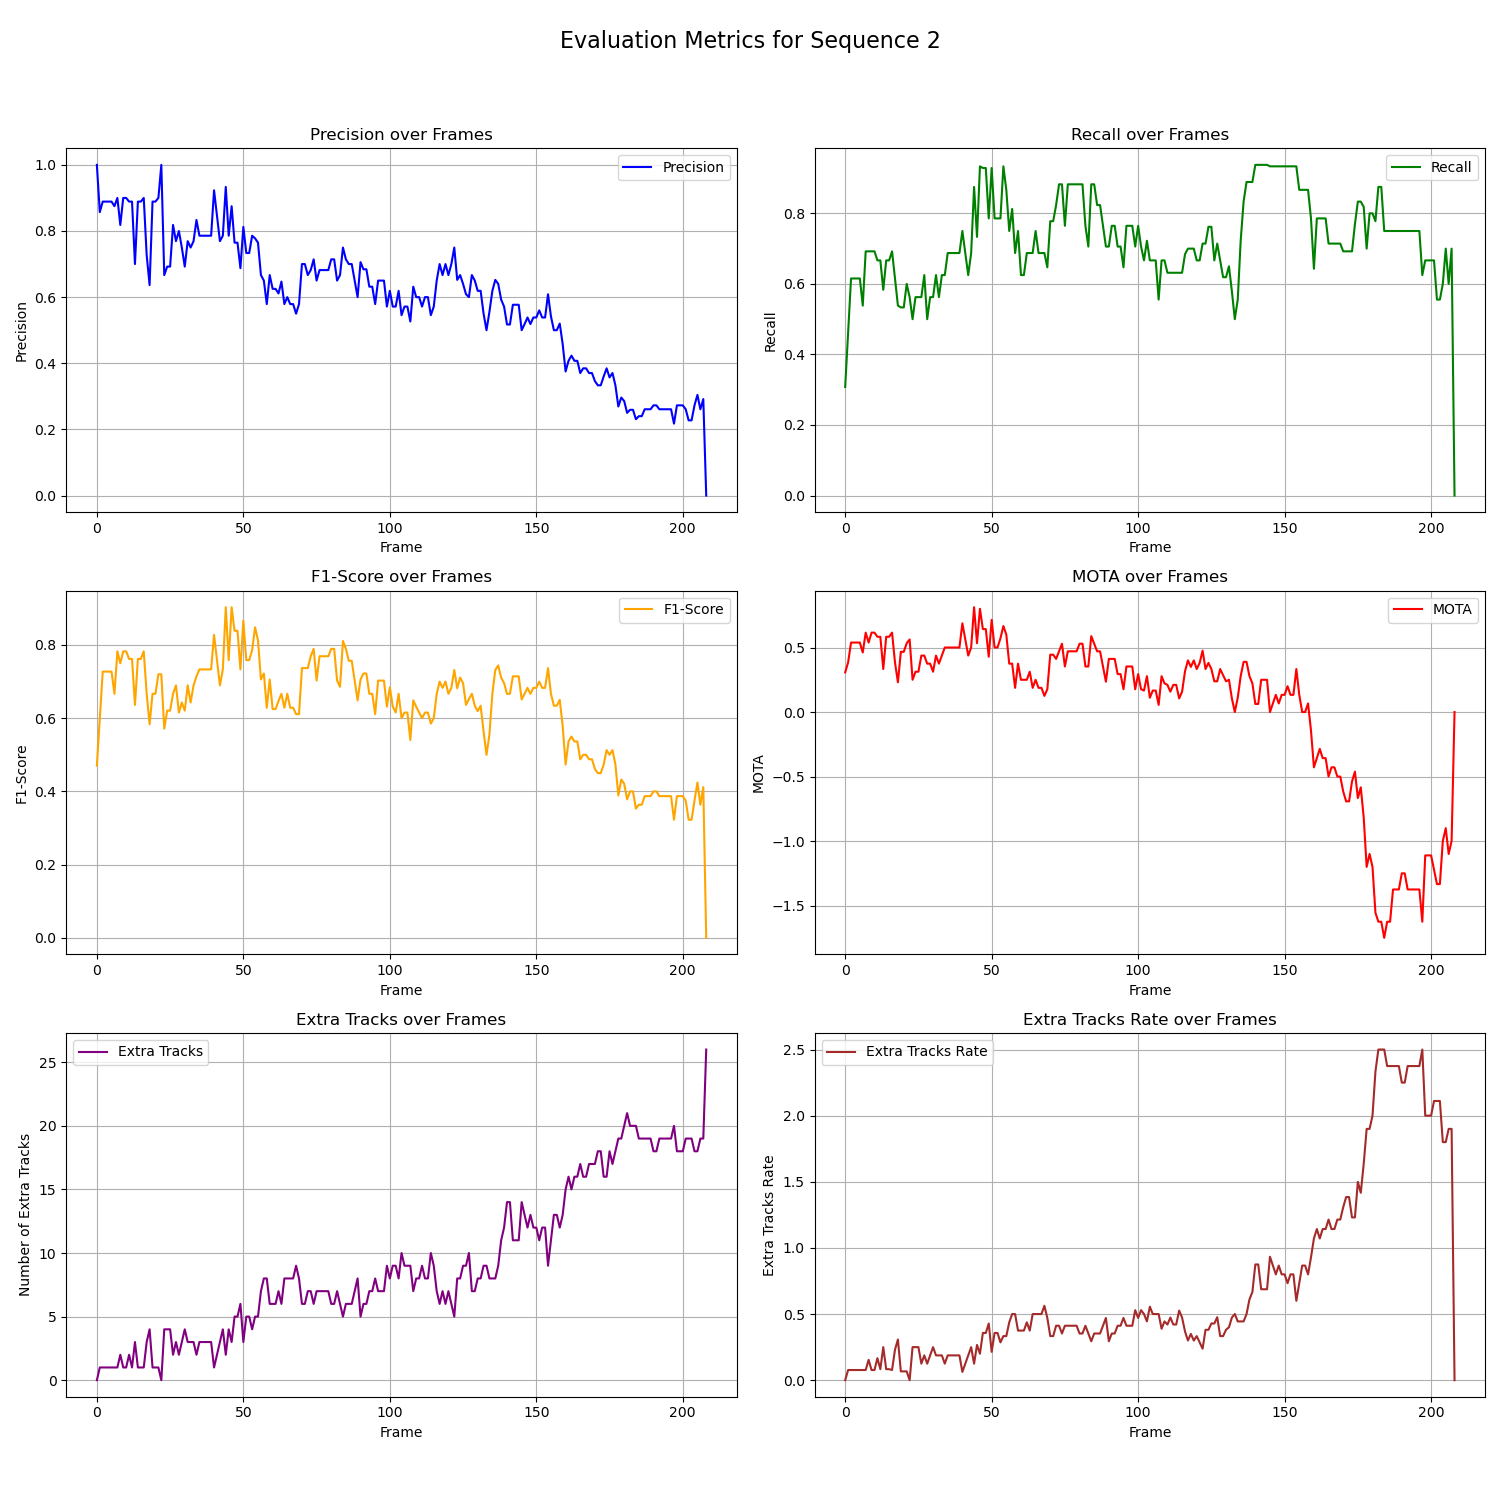 Evaluation Metrics for Sequence 2
Precision over Frames
Precision
1.0
0.8
0.6
0.4
0.2
0.0
Precision
0 50 100 150 200
Frame
Recall over Frames
Recall
0.8
0.6
0.4
0.2
0.0
Recall
0 50 100 150 200
Frame
F1-Score over Frames
F1-Score
0.8
0.6
0.4
0.2
0.0
F1-Score
0 50 100 150 200
Frame
MOTA over Frames
MOTA
0.5
0.0
−0.5
−1.0
−1.5
MOTA
0 50 100 150 200
Frame
Extra Tracks over Frames
Extra Tracks
25
20
15
10
5
0
Number of Extra Tracks
0 50 100 150 200
Frame
Extra Tracks Rate over Frames
Extra Tracks Rate
2.5
2.0
1.5
1.0
0.5
0.0
Extra Tracks Rate
0 50 100 150 200
Frame